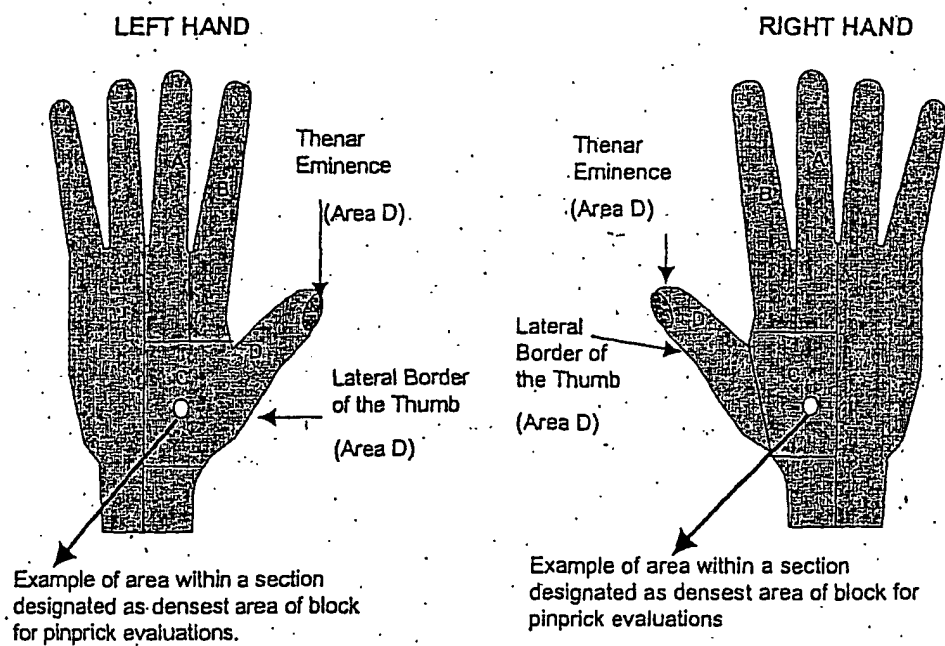 LEFT HAND
RIGHT HAND
A
B
Thenar
Eminence
(Area D)
D
C
Lateral Border
of the Thumb
(Area D)
Example of area within a section
designated as densest area of block
for pinprick evaluations.
Thenar
Eminence
(Area D)
A
B
D
Lateral
Border of
the Thumb
(Area D)
C
Example of area within a section
designated as densest area of block for
pinprick evaluations